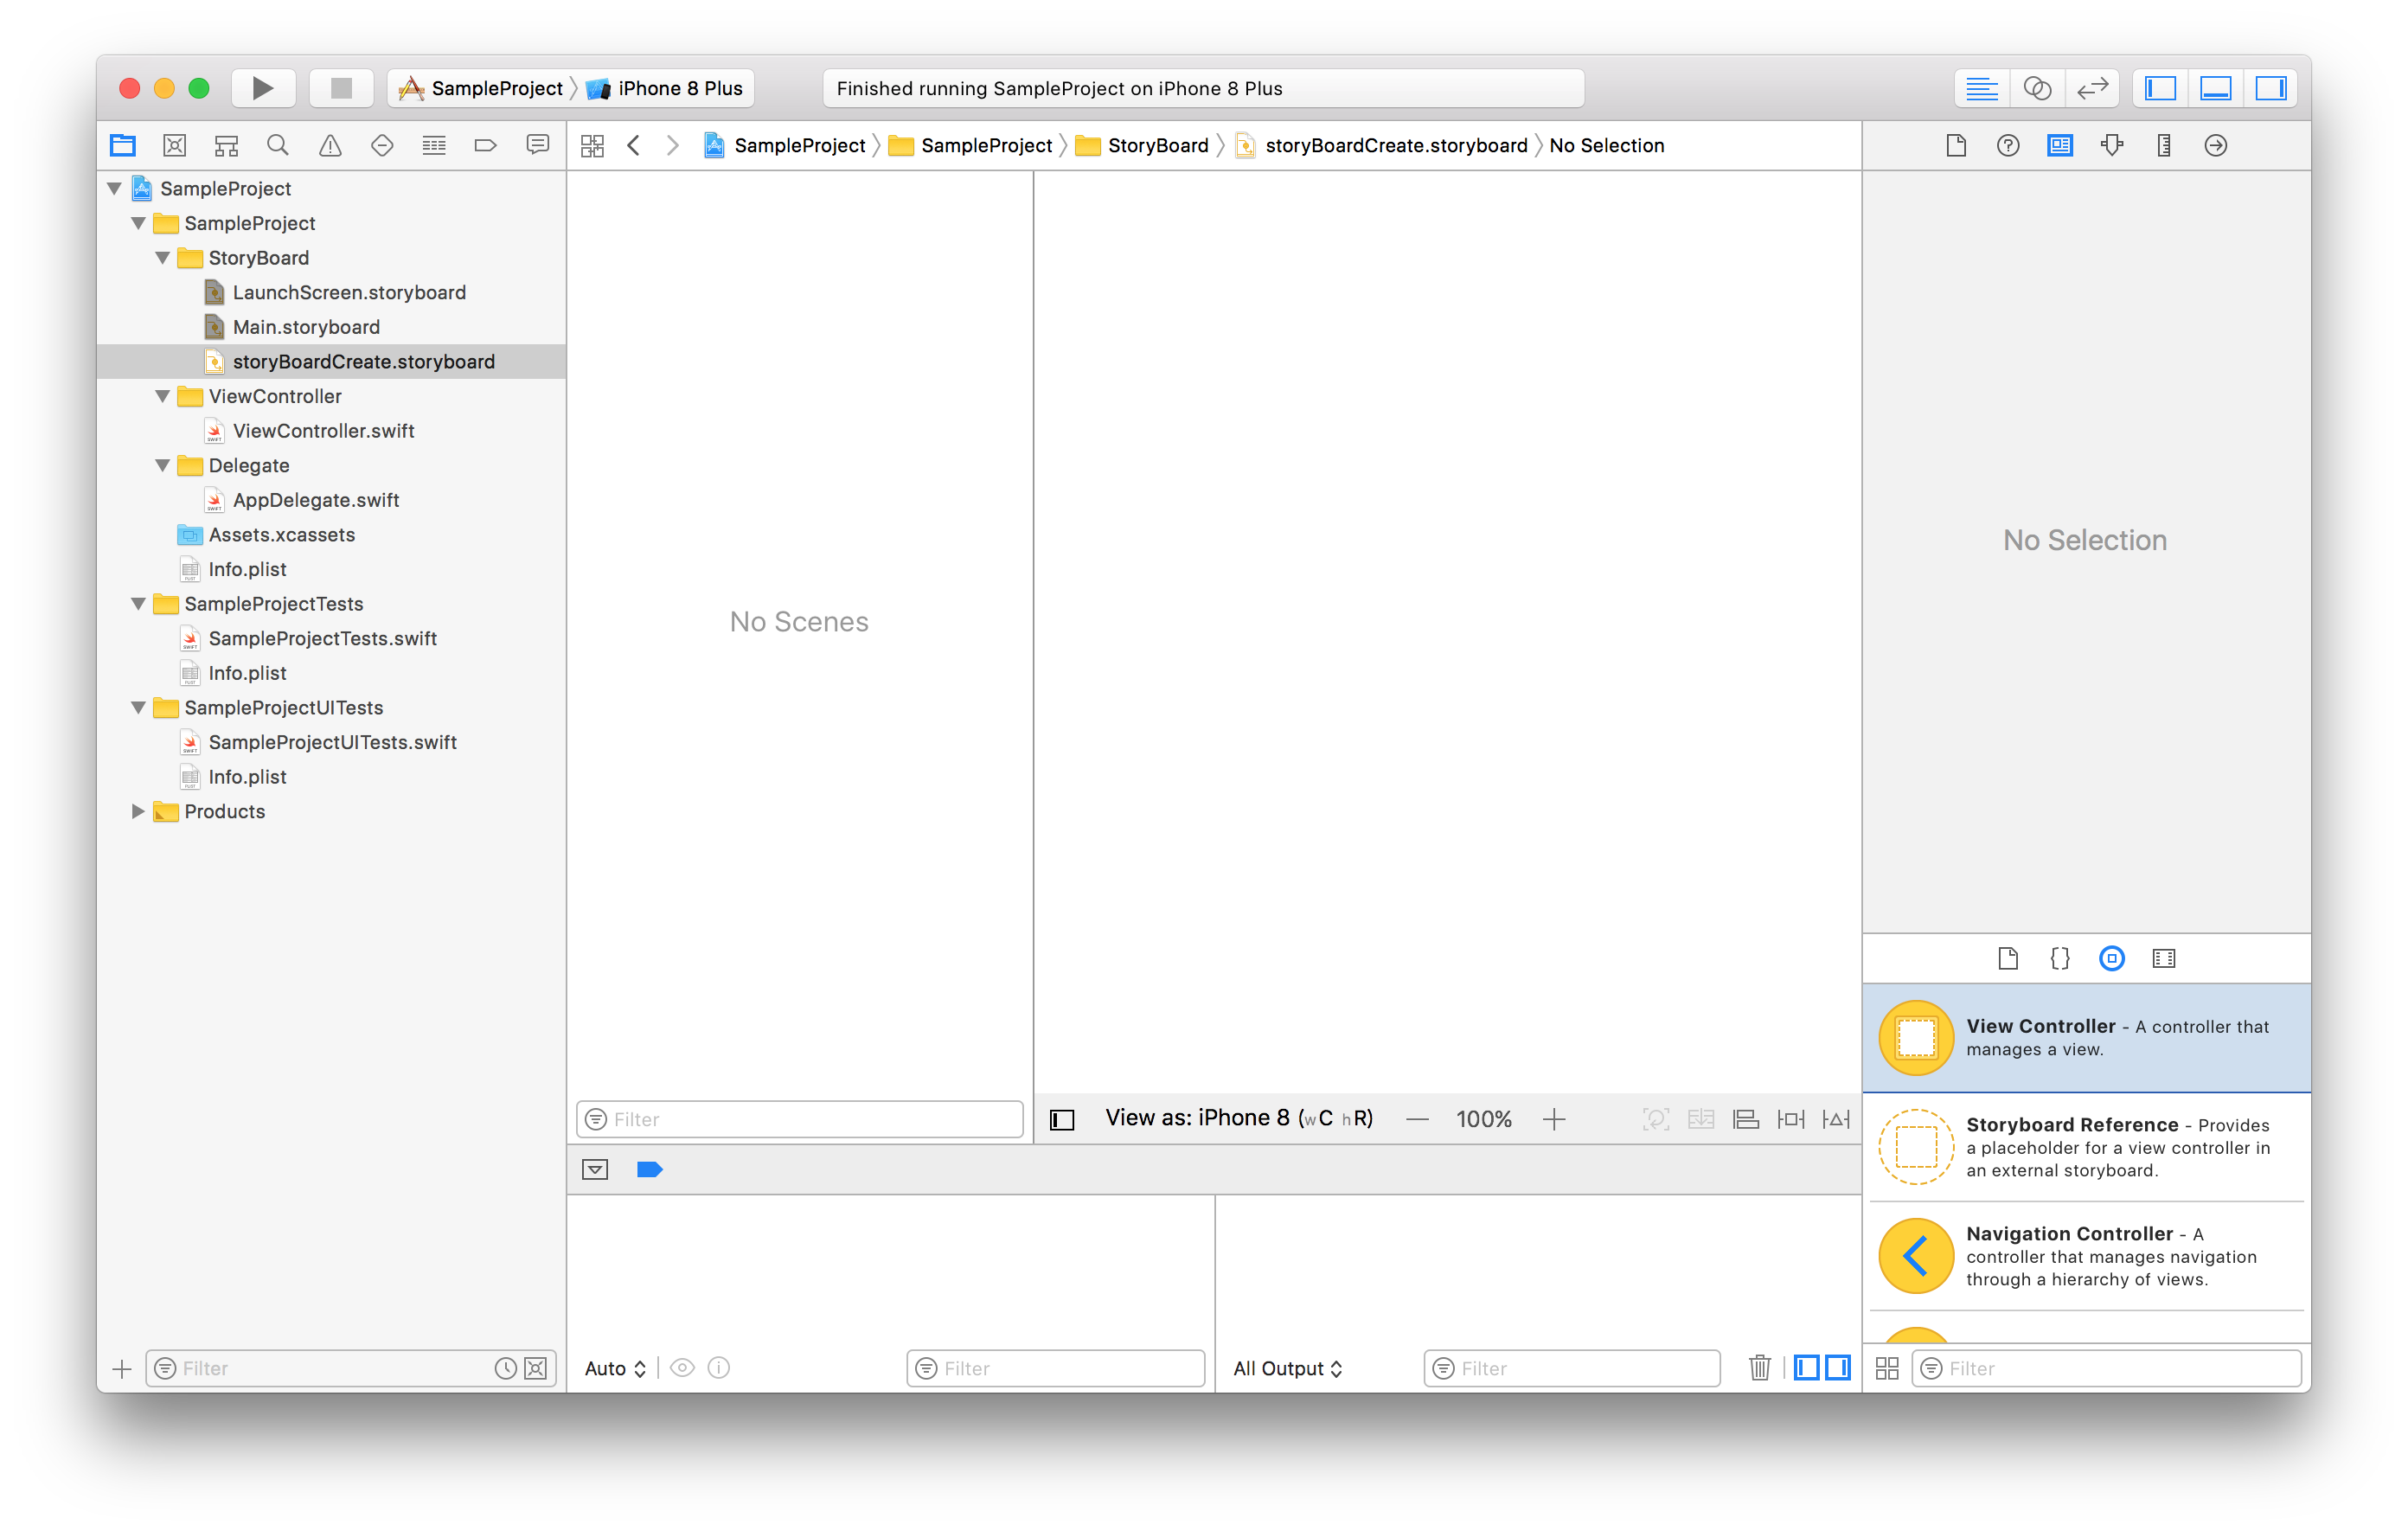 SampleProject
iPhone 8 Plus
Finished running SampleProject on iPhone 8 Plus
SampleProject
SampleProject
StoryBoard
storyBoardCreate.storyboard
No Selection
SampleProject
SampleProject
StoryBoard
LaunchScreen.storyboard
Main.storyboard
storyBoardCreate.storyboard
ViewController
ViewController.swift
Delegate
AppDelegate.swift
Assets.xcassets
Info.plist
SampleProjectTests
SampleProjectTests.swift
Info.plist
SampleProjectUITests
SampleProjectUITests.swift
Info.plist
Products
Filter
No Scenes
Filter
View as: iPhone 8 (wC hR)
100%
Auto
Filter
All Output
Filter
No Selection
View Controller - A controller that
manages a view.
Storyboard Reference - Provides
a placeholder for a view controller in
an external storyboard.
Navigation Controller - A
controller that manages navigation
through a hierarchy of views.
Filter